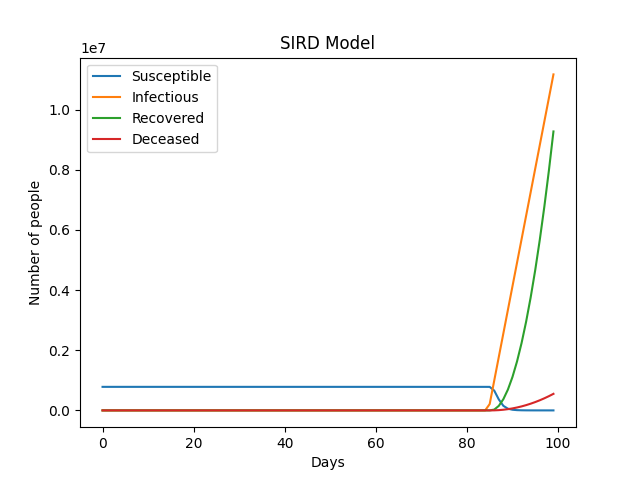 SIRD Model
1e7
Susceptible
Infectious
Recovered
Deceased
1.0
0.8
0.6
0.4
0.2
0.0
Number of people
0 20 40 60 80 100
Days